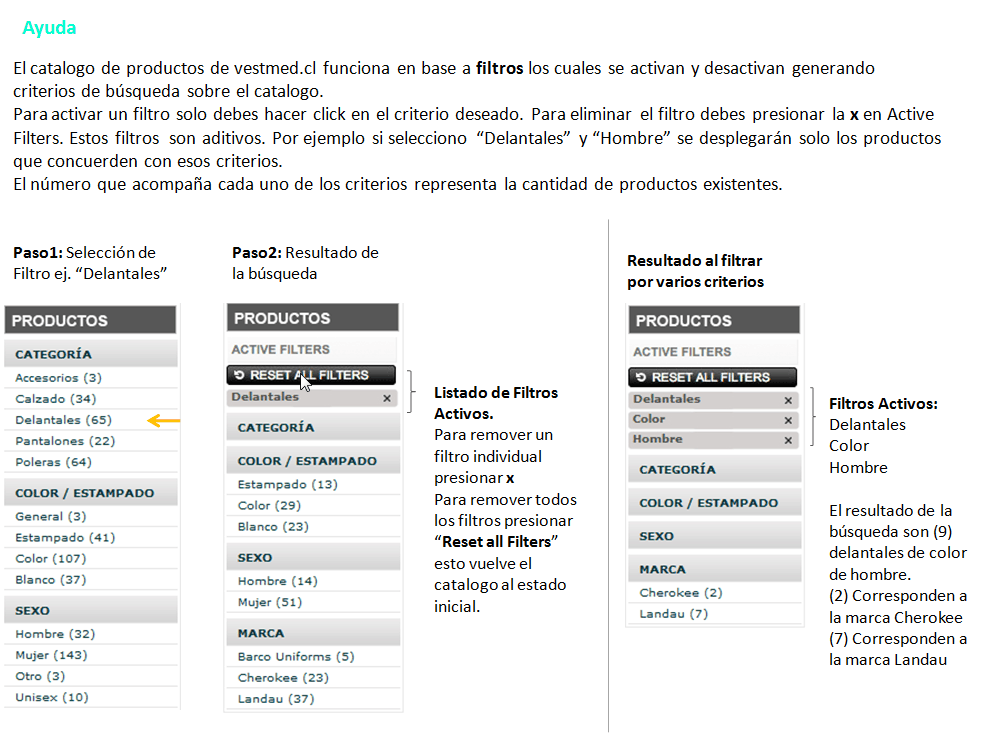 Ayuda
El catalogo de productos de vestmed.cl funciona en base a filtros los cuales se activan y desactivan generando
criterios de búsqueda sobre el catalogo.
Para activar un filtro solo debes hacer click en el criterio deseado. Para eliminar el filtro debes presionar la x en Active
Filters. Estos filtros son aditivos. Por ejemplo si selecciono “Delantales” y “Hombre” se desplegarán solo los productos
que concuerden con esos criterios.
El número que acompaña cada uno de los criterios representa la cantidad de productos existentes.
Paso1: Selección de
Filtro ej. “Delantales”
PRODUCTOS
CATEGORÍA
Accesorios (3)
Calzado (34)
Delantales (65)
Pantalones (22)
Poleras (64)
COLOR / ESTAMPADO
General (3)
Estampado (41)
Color (107)
Blanco (37)
SEXO
Hombre (32)
Mujer (143)
Otro (3)
Unisex (10)
Paso2: Resultado de
la búsqueda
PRODUCTOS
ACTIVE FILTERS
RESET ALL FILTERS
Delantales x
CATEGORÍA
COLOR / ESTAMPADO
Estampado (13)
Color (29)
Blanco (23)
SEXO
Hombre (14)
Mujer (51)
MARCA
Barco Uniforms (5)
Cherokee (23)
Landau (37)
Listado de Filtros
Activos.
Para remover un
filtro individual
presionar x
Para remover todos
los filtros presionar
“Reset all Filters”
esto vuelve el
catalogo al estado
inicial.
Resultado al filtrar
por varios criterios
PRODUCTOS
ACTIVE FILTERS
RESET ALL FILTERS
Delantales x
Color x
Hombre x
CATEGORÍA
COLOR / ESTAMPADO
SEXO
MARCA
Cherokee (2)
Landau (7)
Filtros Activos:
Delantales
Color
Hombre
El resultado de la
búsqueda son (9)
delantales de color
de hombre.
(2) Corresponden a
la marca Cherokee
(7) Corresponden a
la marca Landau